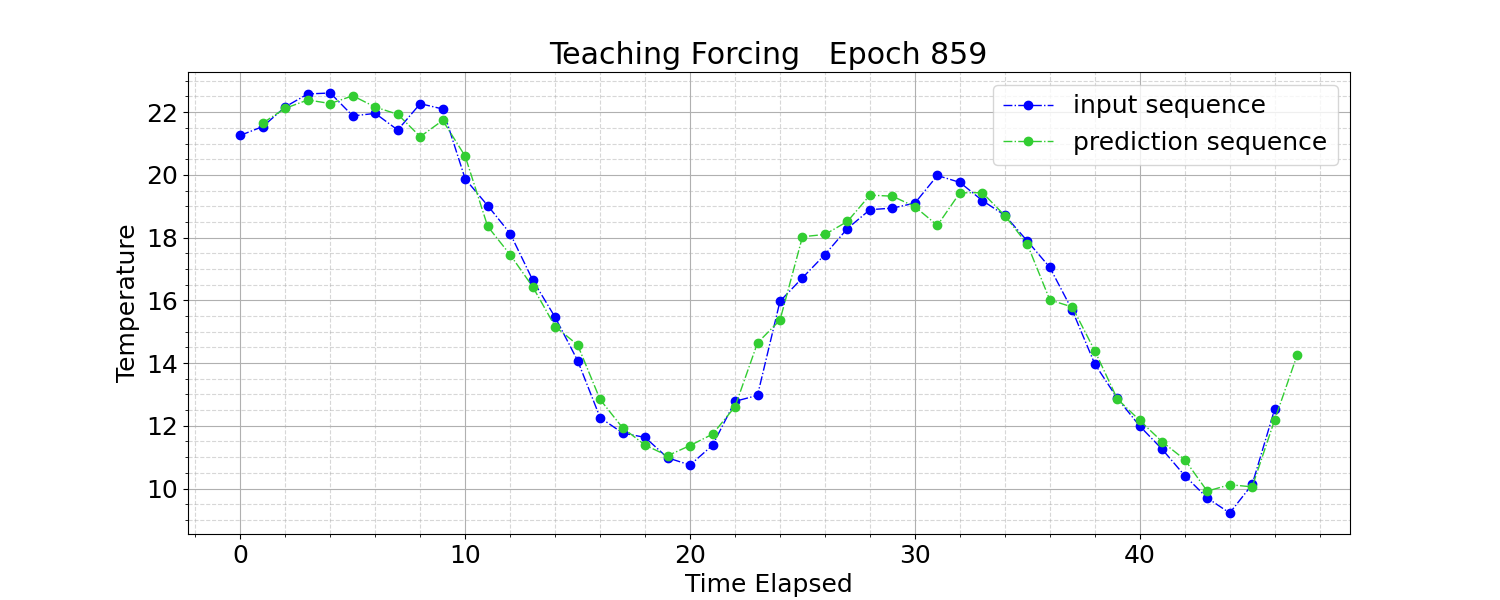 Teaching Forcing   Epoch 859
input sequence
prediction sequence
Temperature
22
20
18
16
14
12
10
0 10 20 30 40
Time Elapsed